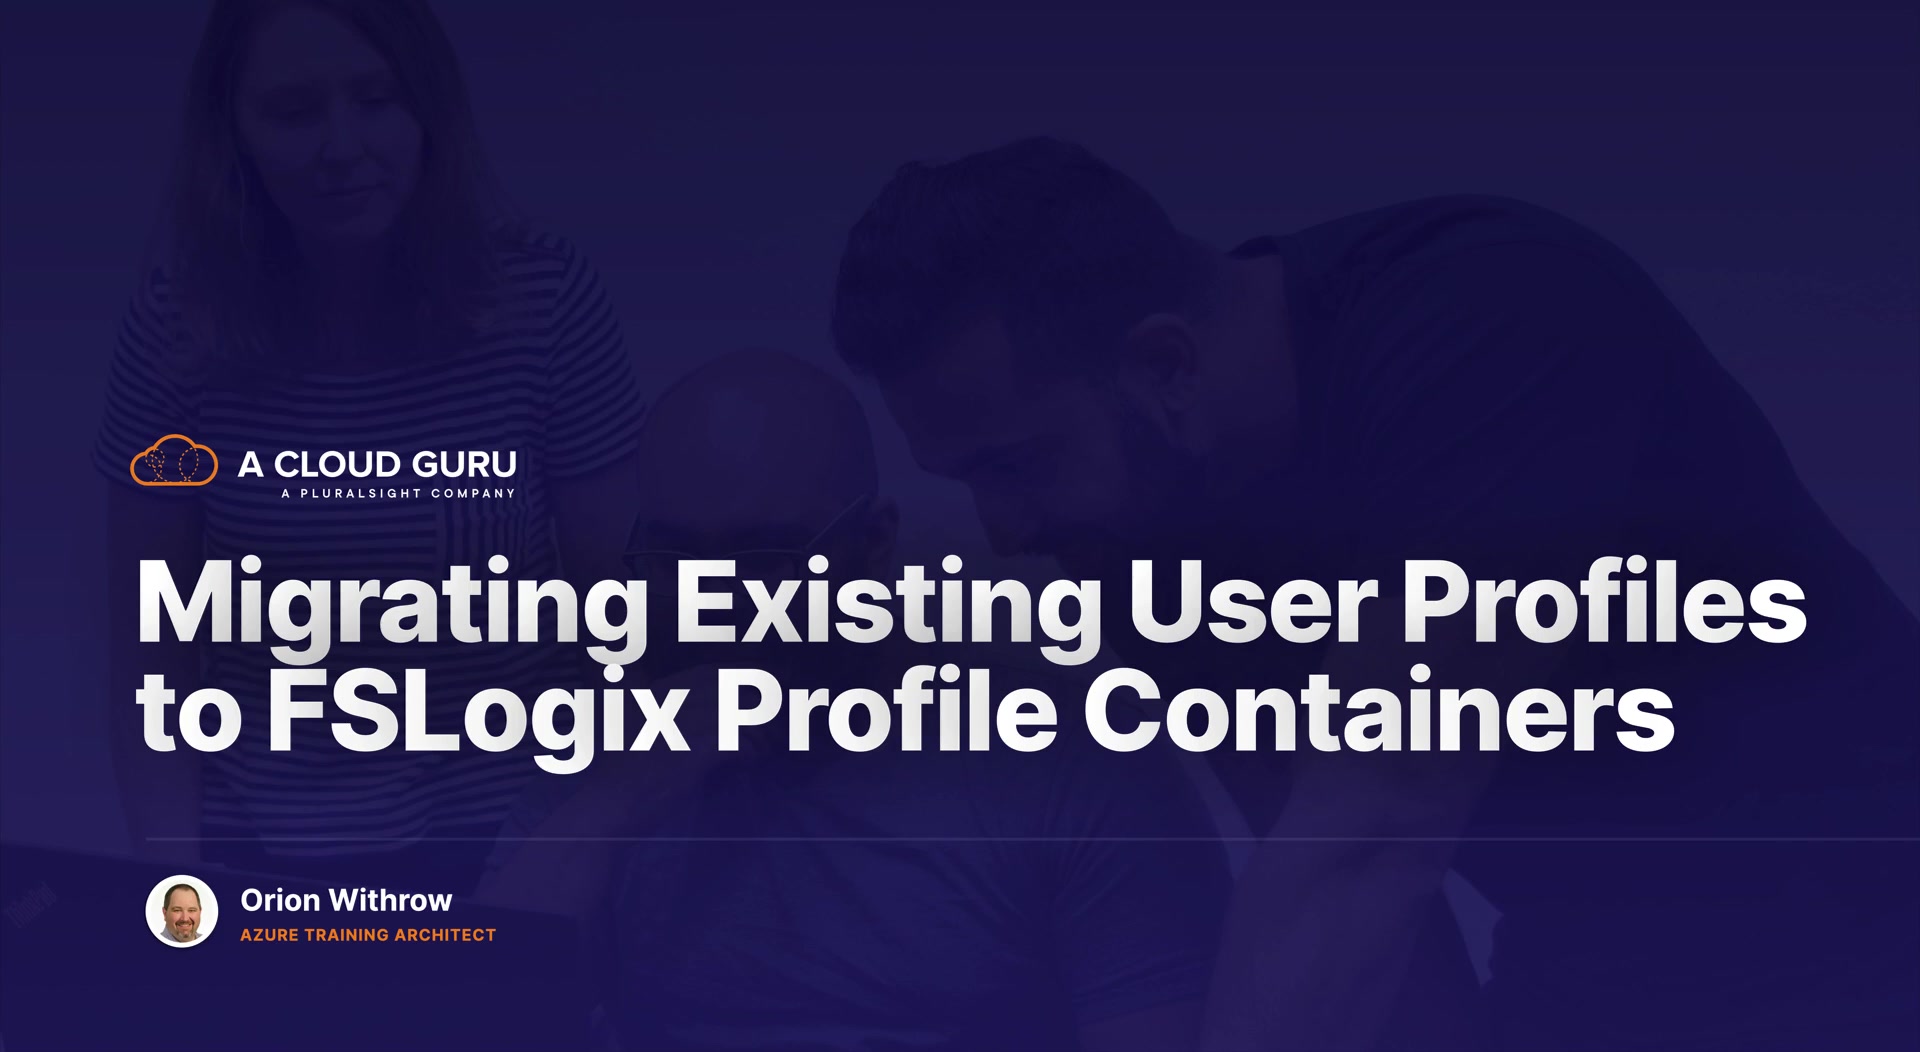 A CLOUD GURU
A PLURALSIGHT COMPANY
Migrating Existing User Profiles
to FSLogix Profile Containers
Orion Withrow
AZURE TRAINING ARCHITECT